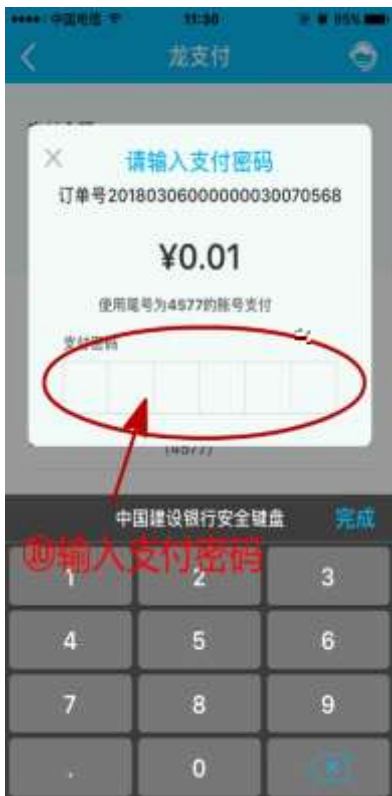 中国电信 11:30 95%
龙支付
请输入支付密码
订单号20180306000000030070568
¥0.01
使用尾号为4577的账号支付
支付密码
(4577)
中国建设银行安全键盘 完成
⑩输入支付密码
1 2 3
4 5 6
7 8 9
. 0